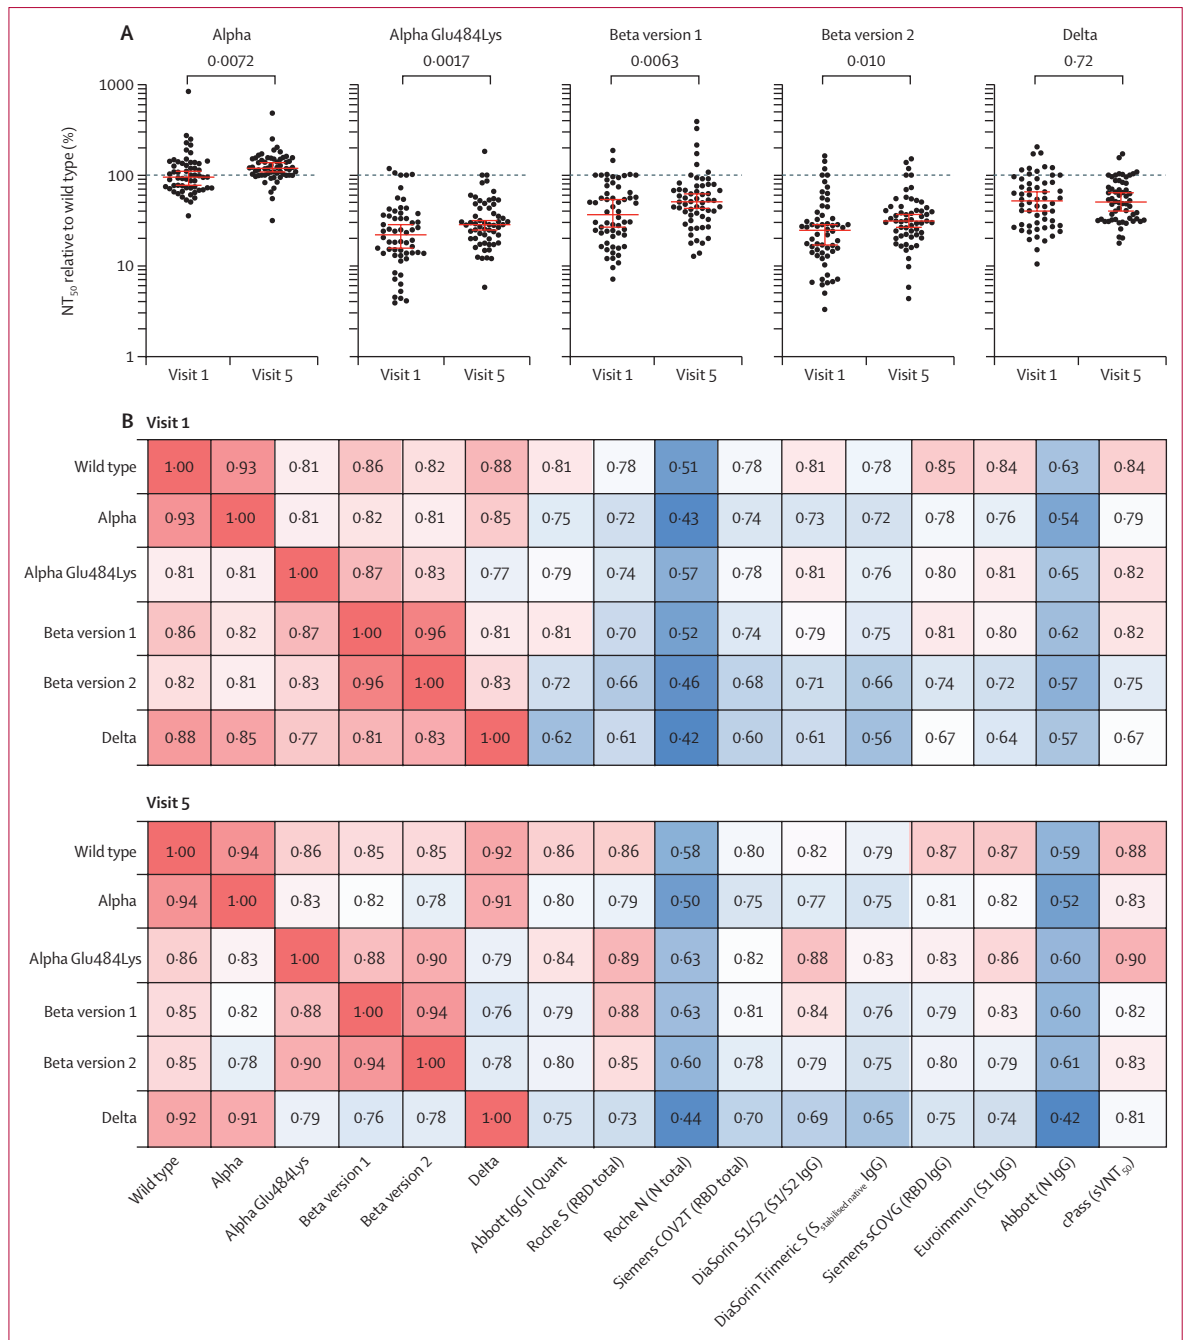 A
Alpha
Alpha Glu484Lys
Beta version 1
Beta version 2
Delta
0·0072
0·0017
0·0063
0·010
0·72
NT50 relative to wild type (%)
1000
100
10
1
Visit 1 Visit 5
Visit 1 Visit 5
Visit 1 Visit 5
Visit 1 Visit 5
Visit 1 Visit 5
B Visit 1
Wild type 1·00 0·93 0·81 0·86 0·82 0·88 0·81 0·78 0·51 0·78 0·81 0·78 0·85 0·84 0·63 0·84
Alpha 0·93 1·00 0·81 0·82 0·81 0·85 0·75 0·72 0·43 0·74 0·73 0·72 0·78 0·76 0·54 0·79
Alpha Glu484Lys 0·81 0·81 1·00 0·87 0·83 0·77 0·79 0·74 0·57 0·78 0·81 0·76 0·80 0·81 0·65 0·82
Beta version 1 0·86 0·82 0·87 1·00 0·96 0·81 0·81 0·70 0·52 0·74 0·79 0·75 0·81 0·80 0·62 0·82
Beta version 2 0·82 0·81 0·83 0·96 1·00 0·83 0·72 0·66 0·46 0·68 0·71 0·66 0·74 0·72 0·57 0·75
Delta 0·88 0·85 0·77 0·81 0·83 1·00 0·62 0·61 0·42 0·60 0·61 0·56 0·67 0·64 0·57 0·67
Visit 5
Wild type 1·00 0·94 0·86 0·85 0·85 0·92 0·86 0·86 0·58 0·80 0·82 0·79 0·87 0·87 0·59 0·88
Alpha 0·94 1·00 0·83 0·82 0·78 0·91 0·80 0·79 0·50 0·75 0·77 0·75 0·81 0·82 0·52 0·83
Alpha Glu484Lys 0·86 0·83 1·00 0·88 0·90 0·79 0·84 0·89 0·63 0·82 0·88 0·83 0·83 0·86 0·60 0·90
Beta version 1 0·85 0·82 0·88 1·00 0·94 0·76 0·79 0·88 0·63 0·81 0·84 0·76 0·79 0·83 0·60 0·82
Beta version 2 0·85 0·78 0·90 0·94 1·00 0·78 0·80 0·85 0·60 0·78 0·79 0·75 0·80 0·79 0·61 0·83
Delta 0·92 0·91 0·79 0·76 0·78 1·00 0·75 0·73 0·44 0·70 0·69 0·65 0·75 0·74 0·42 0·81
Wild type
Alpha
Alpha Glu484Lys
Beta version 1
Beta version 2
Delta
Abbott IgG II Quant
Roche S (RBD total)
Roche N (N total)
Siemens COV2T (RBD total)
DiaSorin S1/S2 (S1/S2 IgG)
DiaSorin Trimeric S (Sstabilised native IgG)
Siemens sCOVG (RBD IgG)
Euroimmun (S1 IgG)
Abbott (N IgG)
cPass (sVNT50)